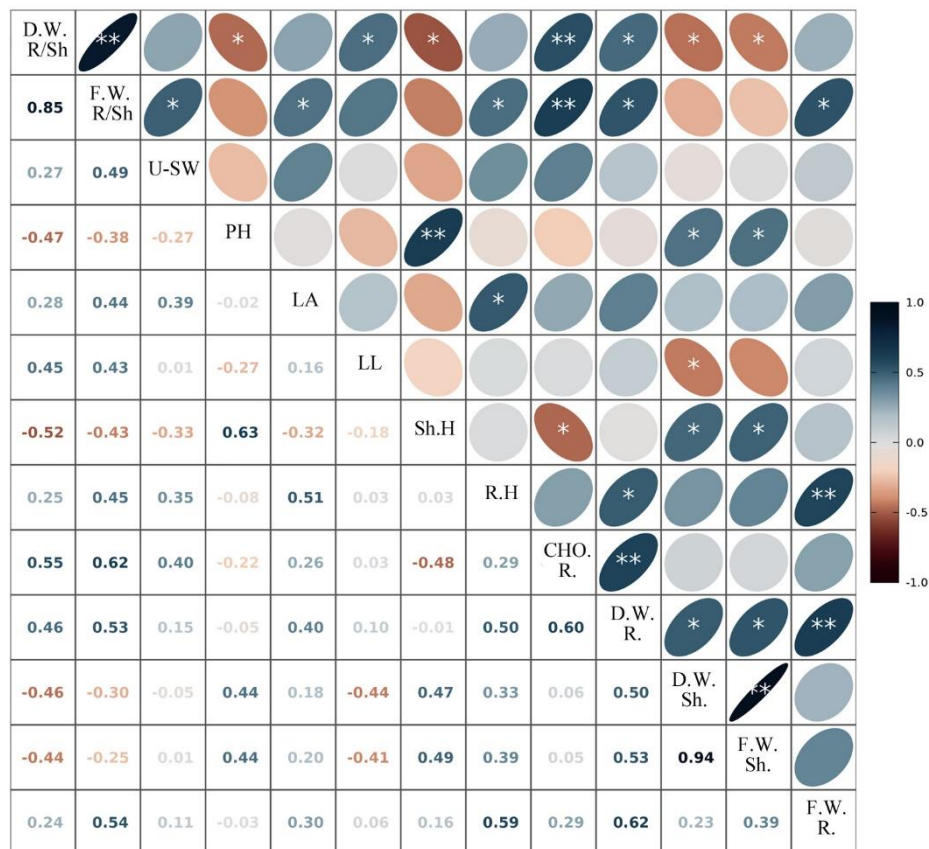 D.W.
R/Sh
**
*
*
*
**
*
*
*
0.85
F.W.
R/Sh
*
*
*
**
*
*
0.27 0.49
U-SW
-0.47 -0.38 -0.27
PH
**
*
*
0.28 0.44 0.39 -0.02
LA
*
0.45 0.43 0.01 -0.27 0.16
LL
*
-0.52 -0.43 -0.33 0.63 -0.32 -0.18
Sh.H
*
*
*
0.25 0.45 0.35 -0.08 0.51 0.03 0.03
R.H
*
**
0.55 0.62 0.40 -0.22 0.26 0.03 -0.48 0.29
CHO.
R.
**
0.46 0.53 0.15 -0.05 0.40 0.10 -0.01 0.50 0.60
D.W.
R.
*
*
**
-0.46 -0.30 -0.05 0.44 0.18 -0.44 0.47 0.33 0.06 0.50
D.W.
Sh.
**
-0.44 -0.25 0.01 0.44 0.20 -0.41 0.49 0.39 0.05 0.53 0.94
F.W.
Sh.
0.24 0.54 0.11 -0.03 0.30 0.06 0.16 0.59 0.29 0.62 0.23 0.39
F.W.
R.
1.0
0.5
0.0
-0.5
-1.0